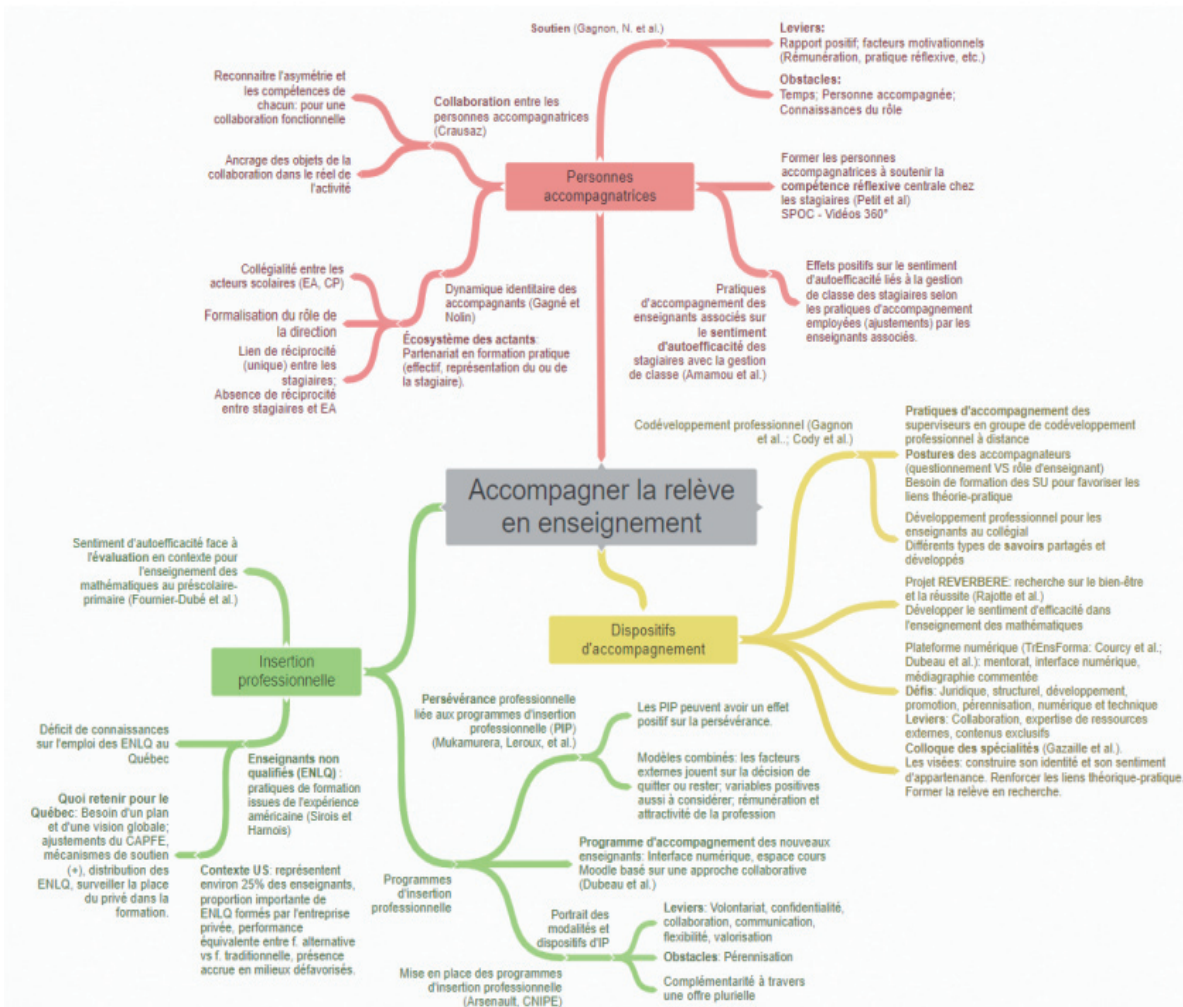 Soutien (Gagnon, N. et al.)
Leviers:
Rapport positif; facteurs motivationnels
(Rémunération, pratique réflexive, etc.)
Obstacles:
Temps; Personne accompagnée;
Connaissances du rôle
Reconnaitre l'asymétrie et
les compétences de
chacun: pour une
collaboration fonctionnelle
Collaboration entre les
personnes accompagnatrices
(Crausaz)
Ancrage des objets de la
collaboration dans le réel de
l'activité
Personnes
accompagnatrices
Former les personnes
accompagnatrices à soutenir la
compétence réflexive centrale chez
les stagiaires (Petit et al)
SPOC - Vidéos 360°
Collégialité entre les
acteurs scolaires (EA, CP)
Formalisation du rôle de
la direction
Lien de réciprocité
(unique) entre les
stagiaires;
Absence de réciprocité
entre stagiaires et EA
Dynamique identitaire des
accompagnants (Gagné et
Nolin)
Écosystème des actants:
Partenariat en formation pratique
(effectif, représentation du ou de
la stagiaire).
Pratiques
d'accompagnement des
enseignants associés sur
le sentiment
d'autoefficacité des
stagiaires avec la gestion
de classe (Amamou et al.)
Effets positifs sur le sentiment
d'autoefficacité liés à la gestion
de classe des stagiaires selon
les pratiques d'accompagnement
employées (ajustements) par les
enseignants associés.
Accompagner la relève
en enseignement
Codéveloppement professionnel (Gagnon
et al..; Cody et al.)
Pratiques d'accompagnement des
superviseurs en groupe de codéveloppement
professionnel à distance
Postures des accompagnateurs
(questionnement VS rôle d'enseignant)
Besoin de formation des SU pour favoriser les
liens théorie-pratique
Développement professionnel pour les
enseignants au collégial
Différents types de savoirs partagés et
développés
Projet REVERBERE: recherche sur le bien-être
et la réussite (Rajotte et al.)
Développer le sentiment d'efficacité dans
l'enseignement des mathématiques
Dispositifs
d'accompagnement
Plateforme numérique (TrEnsForma: Courcy et al.;
Dubeau et al.): mentorat, interface numérique,
médiagraphie commentée
Défis: Juridique, structurel, développement,
promotion, pérennisation, numérique et technique
Leviers: Collaboration, expertise de ressources
externes, contenus exclusifs
Colloque des spécialités (Gazaille et al.).
Les visées: construire son identité et son sentiment
d'appartenance. Renforcer les liens théorique-pratique.
Former la relève en recherche.
Sentiment d'autoefficacité face à
l'évaluation en contexte pour
l'enseignement des
mathématiques au préscolaire-
primaire (Fournier-Dubé et al.)
Insertion
professionnelle
Déficit de connaissances
sur l'emploi des ENLQ au
Québec
Enseignants non
qualifiés (ENLQ) :
pratiques de formation
issues de l'expérience
américaine (Sirois et
Harnois)
Quoi retenir pour le
Québec: Besoin d'un plan
et d'une vision globale;
ajustements du CAPFE,
mécanismes de soutien
(+), distribution des
ENLQ, surveiller la place
du privé dans la
formation.
Contexte US: représentent
environ 25% des enseignants,
proportion importante de
ENLQ formés par l'entreprise
privée, performance
équivalente entre f. alternative
vs f. traditionnelle, présence
accrue en milieux défavorisés.
Persévérance professionnelle
liée aux programmes d'insertion
professionnelle (PIP)
(Mukamurera, Leroux, et al.)
Les PIP peuvent avoir un effet
positif sur la persévérance.
Modèles combinés: les facteurs
externes jouent sur la décision de
quitter ou rester; variables positives
aussi à considérer; rémunération et
attractivité de la profession
Programmes
d'insertion
professionnelle
Programme d'accompagnement des nouveaux
enseignants: Interface numérique, espace cours
Moodle basé sur une approche collaborative
(Dubeau et al.)
Portrait des
modalités et
dispositifs d'IP
Leviers: Volontariat, confidentialité,
collaboration, communication,
flexibilité, valorisation
Obstacles: Pérennisation
Complémentarité à travers
une offre plurielle
Mise en place des programmes
d'insertion professionnelle
(Arsenault, CNIPE)